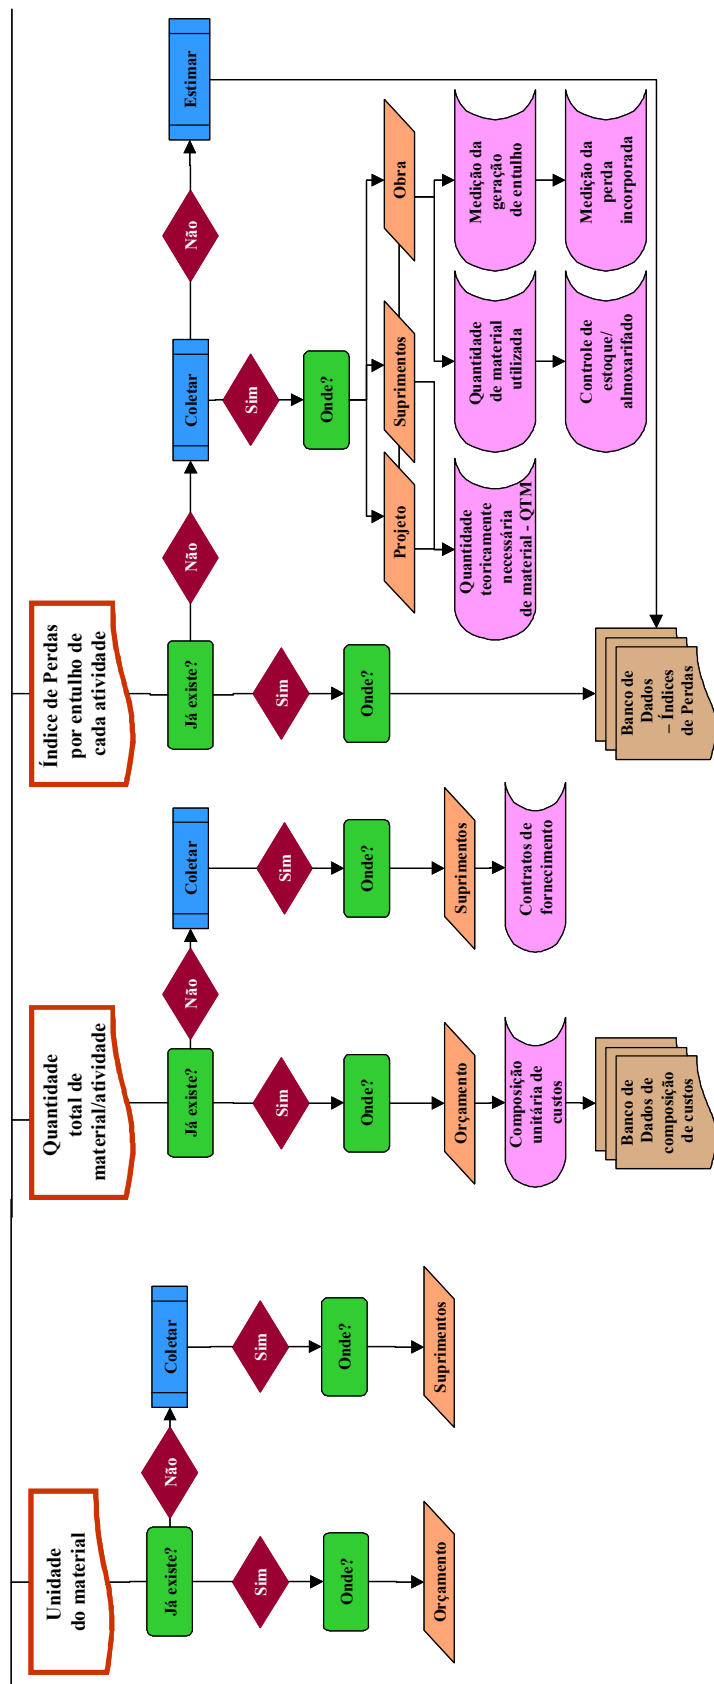 Unidade
do material
Já existe?
Não
Coletar
Sim
Onde?
Orçamento
Sim
Onde?
Suprimentos
Quantidade
total de
material/atividade
Já existe?
Não
Coletar
Sim
Onde?
Orçamento
Composição
unitária de
custos
Banco de
Dados de
composição
de custos
Sim
Onde?
Suprimentos
Contratos de
fornecimento
Índice de Perdas
por entulho de
cada atividade
Já existe?
Não
Coletar
Não
Estimar
Sim
Onde?
Banco de
Dados
– Índices
de Perdas
Sim
Onde?
Projeto
Suprimentos
Obra
Quantidade
teoricamente
necessária
de material - QTM
Quantidade
de material
utilizada
Medição da
geração
de entulho
Controle de
estoque/
almoxarifado
Medição da
perda
incorporada